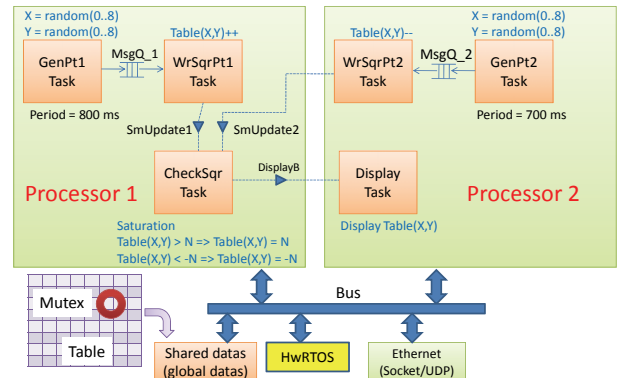 X = random(0..8)
Y = random(0..8)
Table(X,Y)++
Table(X,Y)--
X = random(0..8)
Y = random(0..8)
GenPt1
Task
MsgQ_1
WrSqrPt1
Task
WrSqrPt2
Task
MsgQ_2
GenPt2
Task
Period = 800 ms
Period = 700 ms
SmUpdate1
SmUpdate2
CheckSqr
Task
DisplayB
Display
Task
Processor 1
Processor 2
Saturation
Table(X,Y) > N => Table(X,Y) = N
Table(X,Y) < -N => Table(X,Y) = -N
Display Table(X,Y)
Mutex
Table
Bus
Shared datas
(global datas)
HwRTOS
Ethernet
(Socket/UDP)